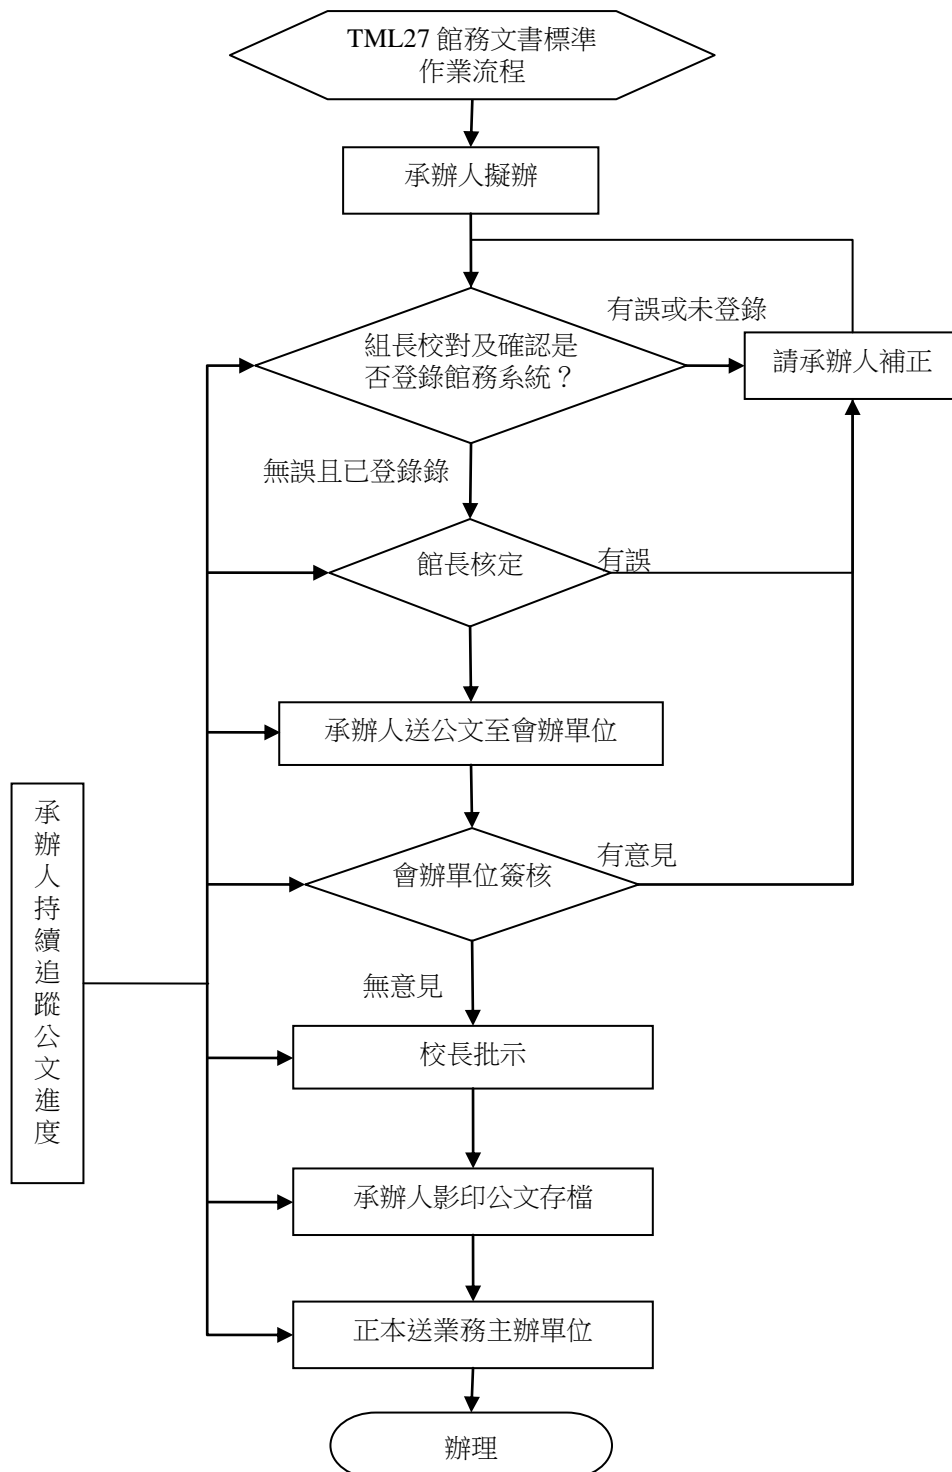 TML27 館務文書標準
作業流程
承辦人擬辦
有誤或未登錄
組長校對及確認是
否登錄館務系統？
請承辦人補正
無誤且已登錄錄
館長核定
有誤
承辦人送公文至會辦單位
承辦人持續追蹤公文進度
有意見
會辦單位簽核
無意見
校長批示
承辦人影印公文存檔
正本送業務主辦單位
辦理